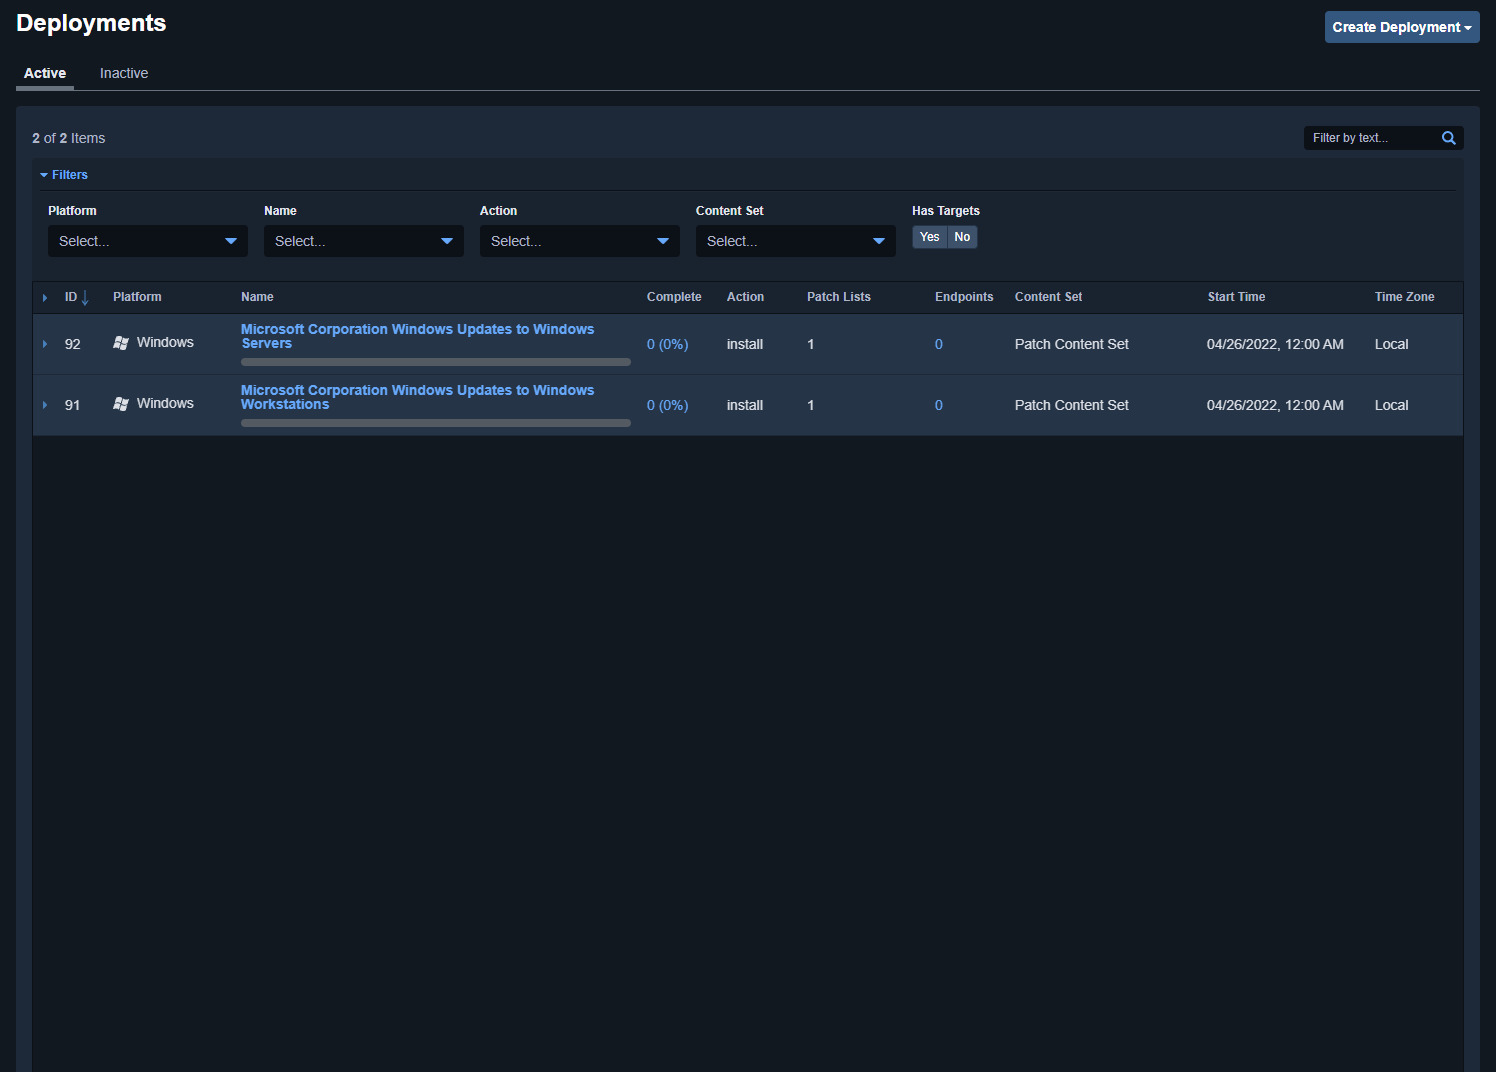 Deployments
Create Deployment
Active Inactive
2 of 2 Items
Filter by text...
Filters
Platform Name Action Content Set Has Targets
Select... Select... Select... Select... Yes No
ID Platform Name Complete Action Patch Lists Endpoints Content Set Start Time Time Zone
92 Windows Microsoft Corporation Windows Updates to Windows
Servers 0 (0%) install 1 0 Patch Content Set 04/26/2022, 12:00 AM Local
91 Windows Microsoft Corporation Windows Updates to Windows
Workstations 0 (0%) install 1 0 Patch Content Set 04/26/2022, 12:00 AM Local